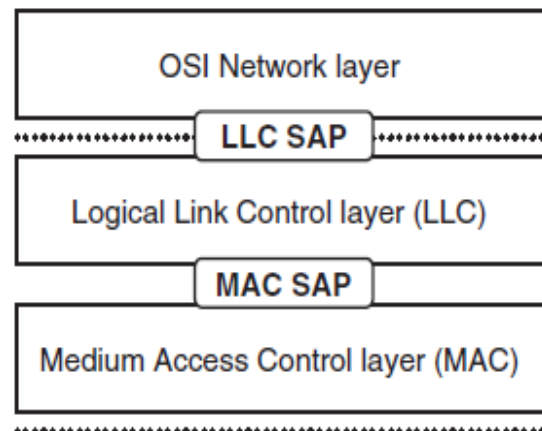 OSI Network layer
LLC SAP
Logical Link Control layer (LLC)
MAC SAP
Medium Access Control layer (MAC)